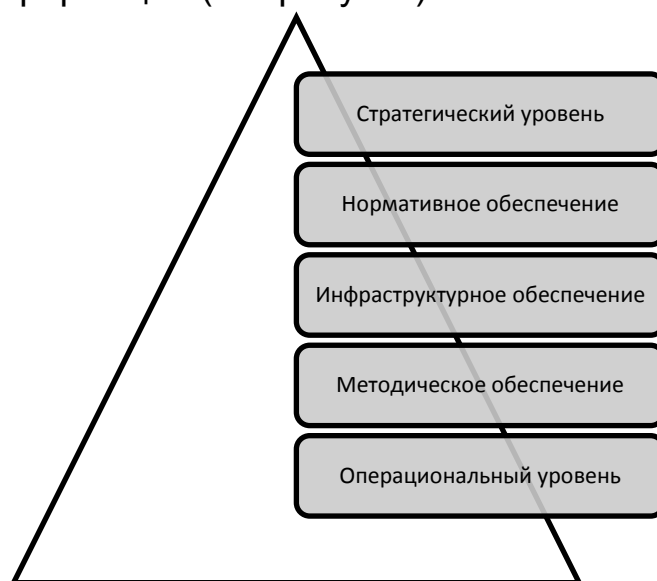 Стратегический уровень
Нормативное обеспечение
Инфраструктурное обеспечение
Методическое обеспечение
Операциональный уровень